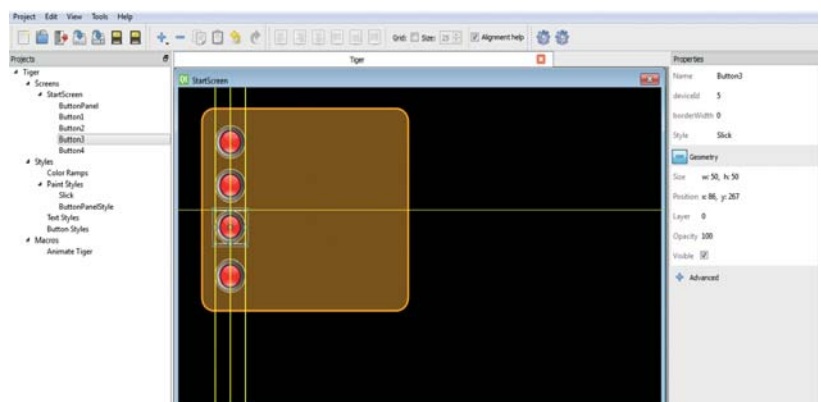 Project Edit View Tools Help
Grid: Size: 25 Alignment help
Projects
Tiger
Properties
Tiger
Screens
StartScreen
ButtonPanel
Button1
Button2
Button3
Button4
Styles
Color Ramps
Paint Styles
Slick
ButtonPanelStyle
Text Styles
Button Styles
Macros
Animate Tiger
StartScreen
Name Button3
deviceId 5
borderWidth 0
Style Slick
Geometry
Size w: 50, h: 50
Position x: 86, y: 267
Layer 0
Opacity 100
Visible
Advanced